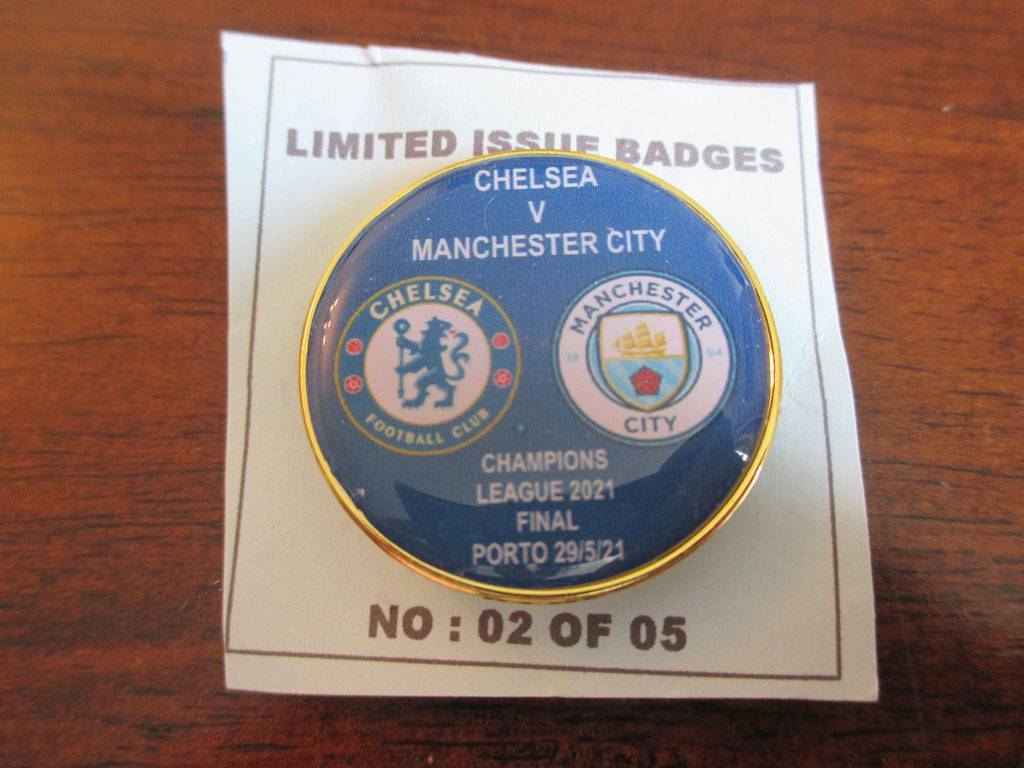 LIMITED ISSUE BADGES
CHELSEA
V
MANCHESTER CITY
CHELSEA
FOOTBALL CLUB
MANCHESTER
18 94
CITY
CHAMPIONS
LEAGUE 2021
FINAL
PORTO 29/5/21
NO : 02 OF 05